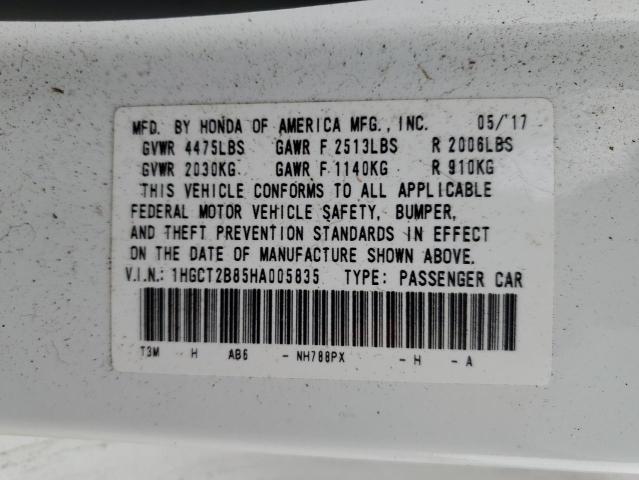 MFD. BY HONDA OF AMERICA MFG., INC. 05/'17
GVWR 4475LBS GAWR F 2513LBS R 2006LBS
GVWR 2030KG GAWR F 1140KG R 910KG
THIS VEHICLE CONFORMS TO ALL APPLICABLE
FEDERAL MOTOR VEHICLE SAFETY, BUMPER,
AND THEFT PREVENTION STANDARDS IN EFFECT
ON THE DATE OF MANUFACTURE SHOWN ABOVE.
V.I.N.: 1HGCT2B85HA005835 TYPE: PASSENGER CAR
T3M H AB6 - NH788PX - H - A